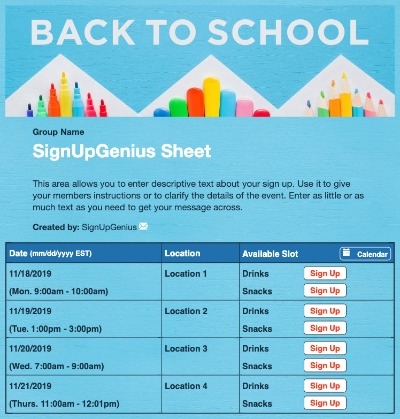 BACK TO SCHOOL
Group Name
SignUpGenius Sheet
This area allows you to enter descriptive text about your sign up. Use it to give
your members instructions or to clarify the details of the event. Enter as little or as
much text as you need to get your message across.
Created by: SignUpGenius
Date (mm/dd/yyyy EST) Location Available Slot Calendar
11/18/2019 Location 1 Drinks Sign Up
(Mon. 9:00am - 10:00am) Snacks Sign Up
11/19/2019 Location 2 Drinks Sign Up
(Tue. 1:00pm - 3:00pm) Snacks Sign Up
11/20/2019 Location 3 Drinks Sign Up
(Wed. 7:00am - 9:00am) Snacks Sign Up
11/21/2019 Location 4 Drinks Sign Up
(Thurs. 11:00am - 12:01pm) Snacks Sign Up